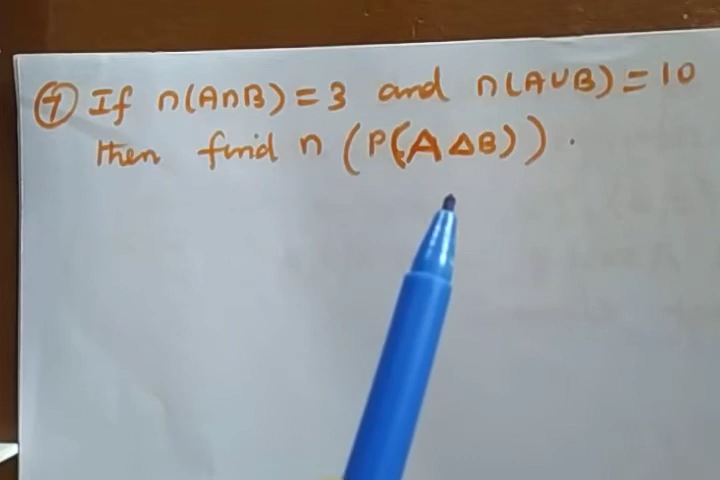 ⑦ If n(A∩B) = 3 and n(A∪B) = 10
then find n (P(A Δ B)).